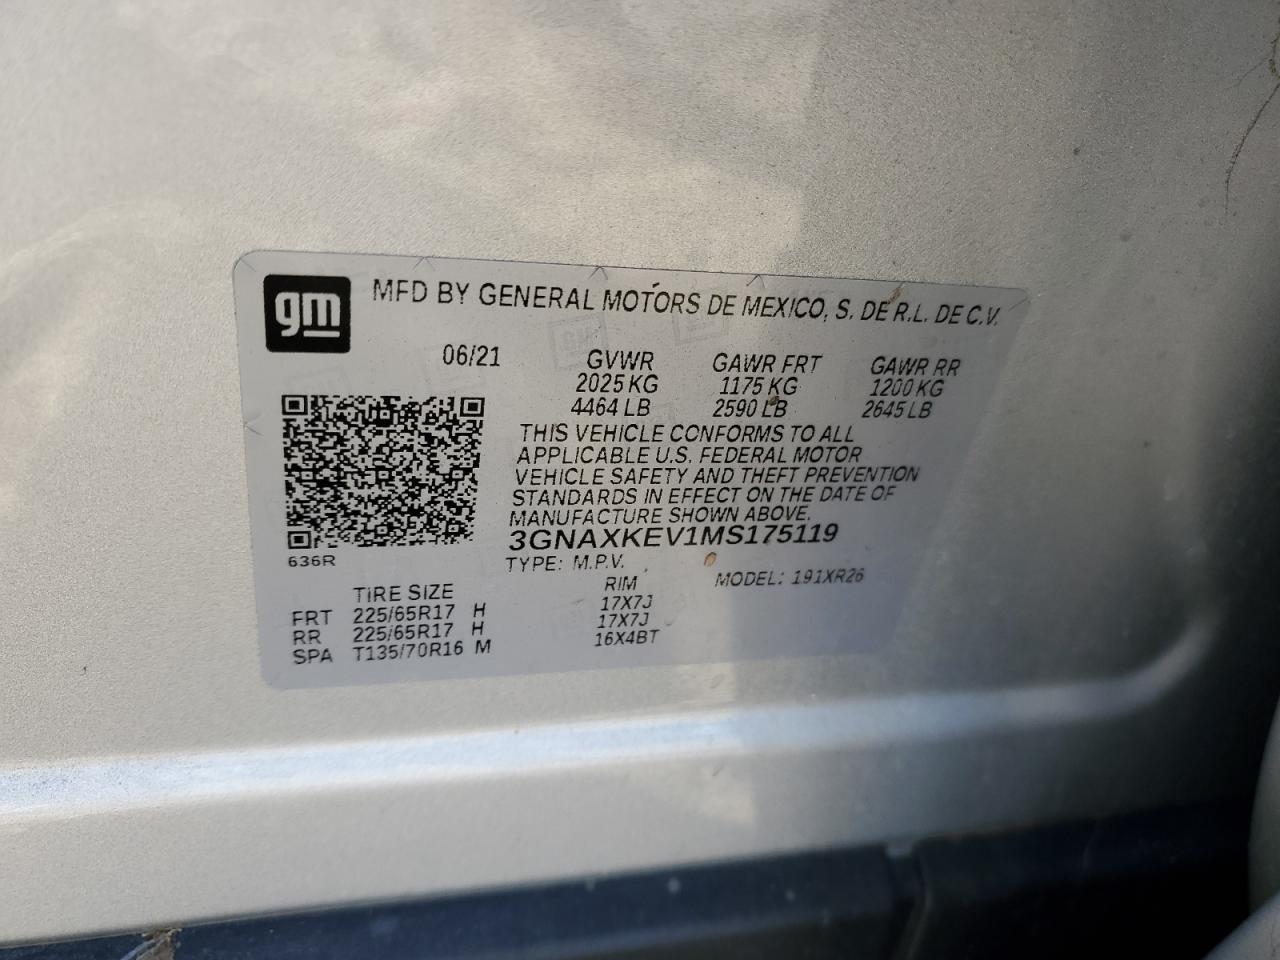 gm MFD BY GENERAL MOTORS DE MEXICO, S. DE R.L. DE C.V.
06/21 GVWR GAWR FRT GAWR RR
2025 KG 1175 KG 1200 KG
4464 LB 2590 LB 2645 LB
THIS VEHICLE CONFORMS TO ALL
APPLICABLE U.S. FEDERAL MOTOR
VEHICLE SAFETY AND THEFT PREVENTION
STANDARDS IN EFFECT ON THE DATE OF
MANUFACTURE SHOWN ABOVE.
3GNAXKEV1MS175119
636R TYPE: M.P.V. MODEL: 191XR26
TIRE SIZE RIM
FRT 225/65R17 H 17X7J
RR 225/65R17 H 17X7J
SPA T135/70R16 M 16X4BT